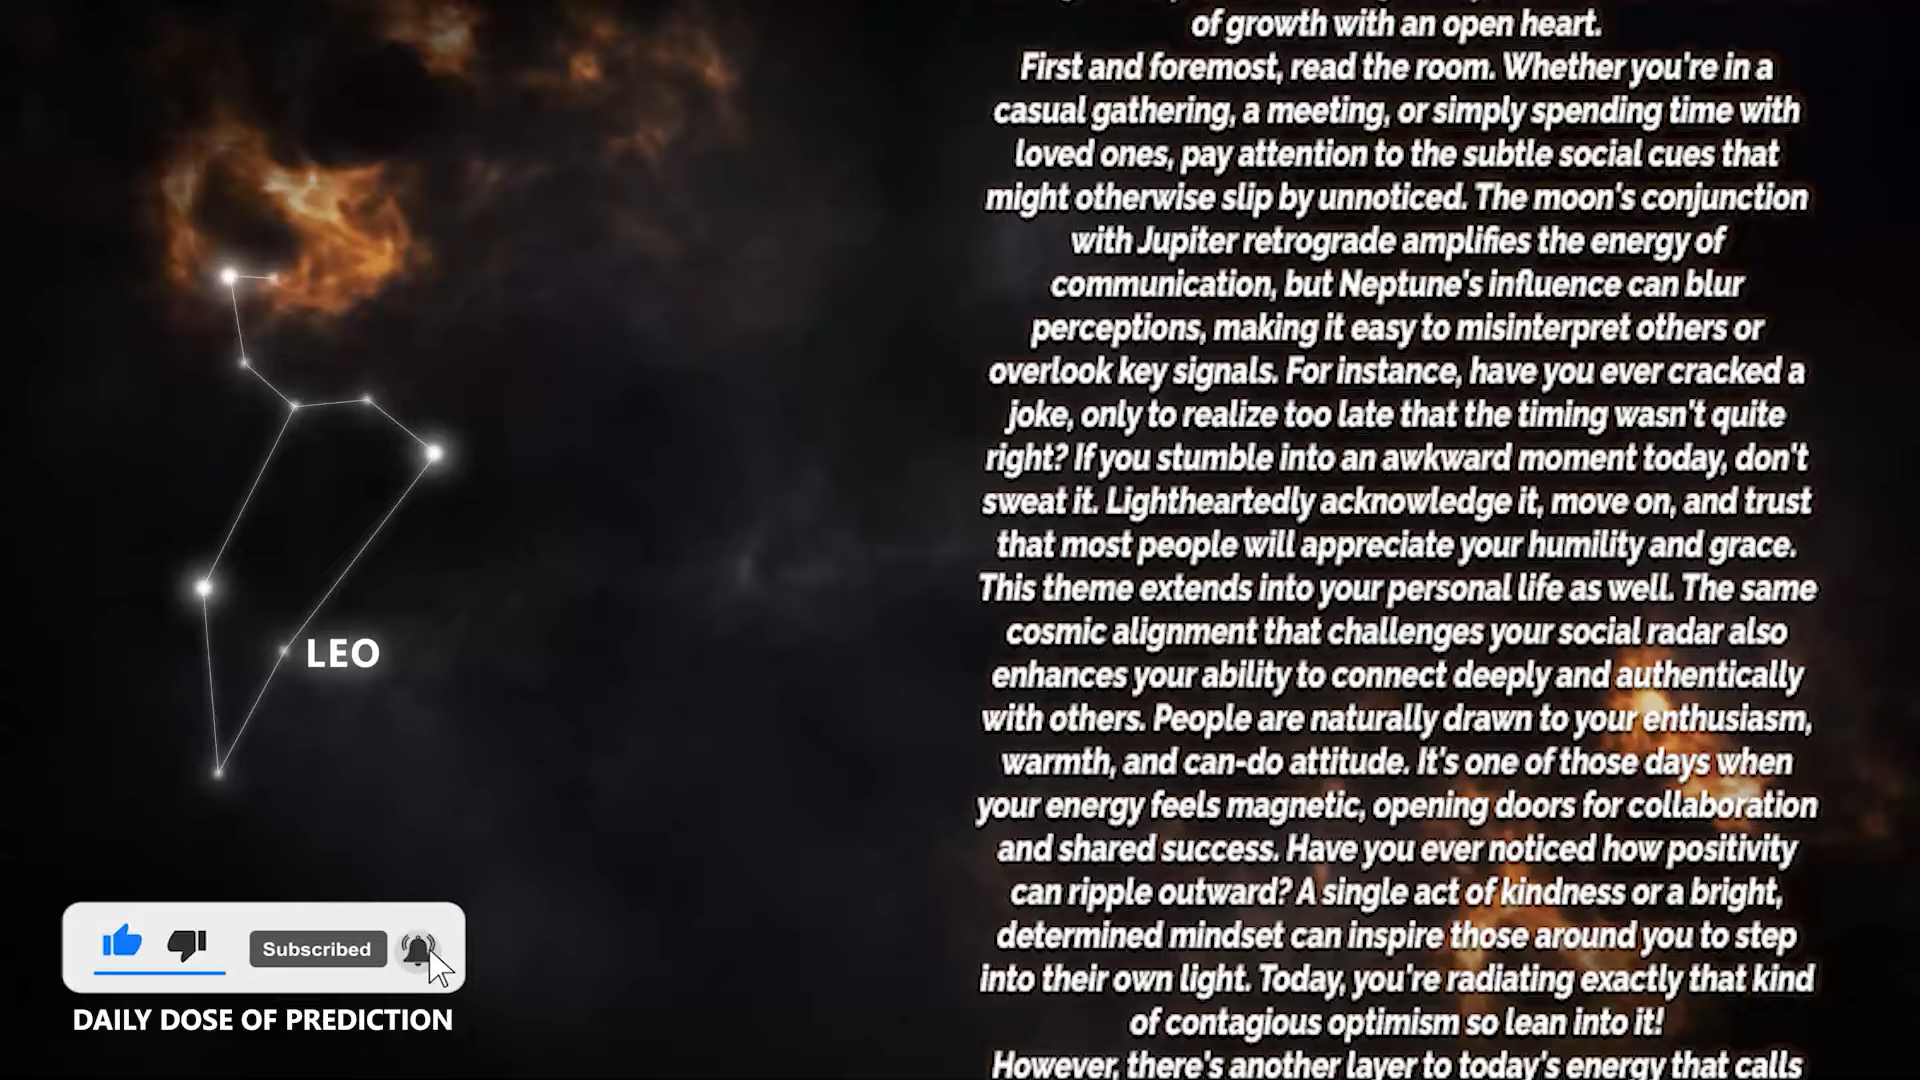 of growth with an open heart.
First and foremost, read the room. Whether you're in a
casual gathering, a meeting, or simply spending time with
loved ones, pay attention to the subtle social cues that
might otherwise slip by unnoticed. The moon's conjunction
with Jupiter retrograde amplifies the energy of
communication, but Neptune's influence can blur
perceptions, making it easy to misinterpret others or
overlook key signals. For instance, have you ever cracked a
joke, only to realize too late that the timing wasn't quite
right? If you stumble into an awkward moment today, don't
sweat it. Lightheartedly acknowledge it, move on, and trust
that most people will appreciate your humility and grace.
This theme extends into your personal life as well. The same
cosmic alignment that challenges your social radar also
enhances your ability to connect deeply and authentically
with others. People are naturally drawn to your enthusiasm,
warmth, and can-do attitude. It's one of those days when
your energy feels magnetic, opening doors for collaboration
and shared success. Have you ever noticed how positivity
can ripple outward? A single act of kindness or a bright,
determined mindset can inspire those around you to step
into their own light. Today, you're radiating exactly that kind
of contagious optimism so lean into it!
However, there's another layer to today's energy that calls
LEO
Subscribed
DAILY DOSE OF PREDICTION